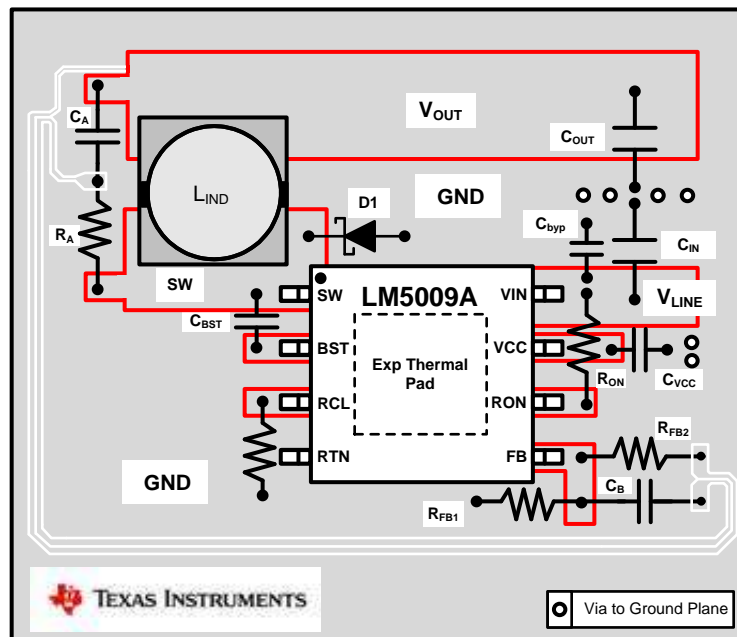 VOUT
CA
COUT
LIND
D1
GND
Cbyp
CIN
RA
SW
VLINE
SW
LM5009A
VIN
CBST
BST
Exp Thermal
Pad
VCC
RON
CVCC
RCL
RON
RFB2
RTN
FB
GND
CB
RFB1
TEXAS INSTRUMENTS
Via to Ground Plane